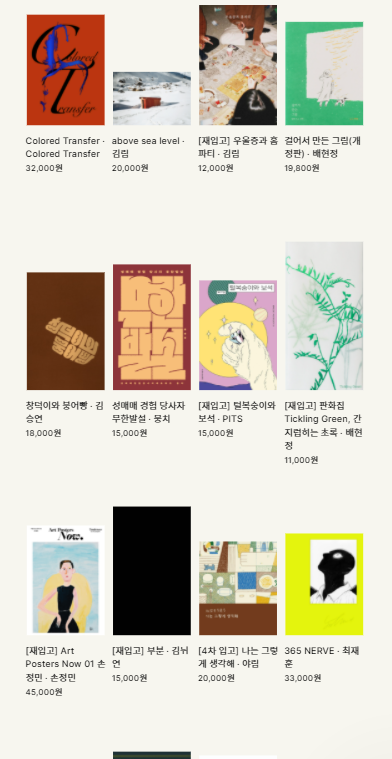 Colored
Transfer
Colored Transfer ·
Colored Transfer
32,000원
above sea level ·
김림
20,000원
[재입고] 우울증과 홈
파티 · 김림
12,000원
걸어서 만든 그림(개
정판) · 배현정
19,800원
창덕이와 붕어빵 · 김
승연
18,000원
성매매 경험 당사자
무한발설 · 뭉치
15,000원
털복숭이와 보석
[재입고] 털복숭이와
보석 · PITS
15,000원
[재입고] 판화집
Tickling Green, 간
지럽히는 초록 · 배현
정
11,000원
Art Posters
Now.
[재입고] Art
Posters Now 01 손
정민 · 손정민
45,000원
[재입고] 부분 · 김뉘
연
15,000원
[4차 입고] 나는 그렇
게 생각해 · 야림
20,000원
365 NERVE · 최재
훈
33,000원